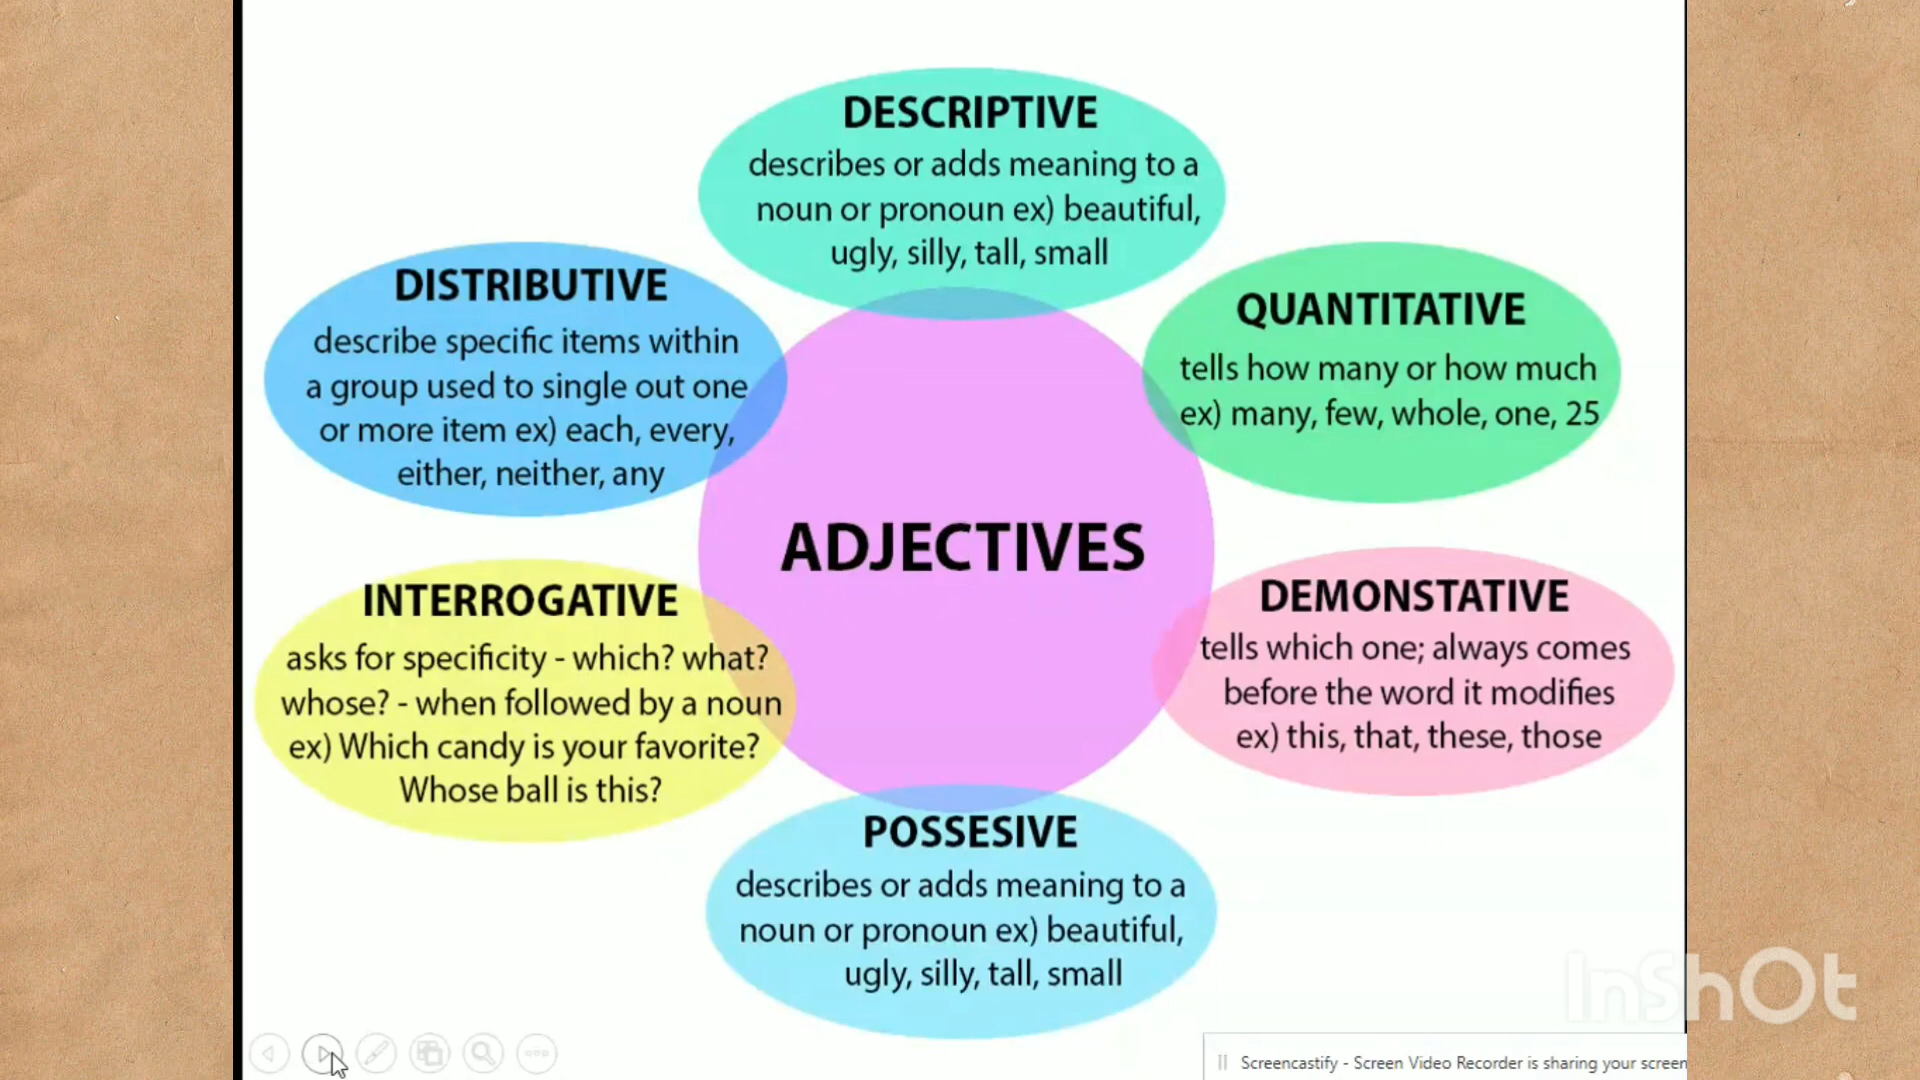 DESCRIPTIVE
describes or adds meaning to a
noun or pronoun ex) beautiful,
ugly, silly, tall, small
DISTRIBUTIVE
describe specific items within
a group used to single out one
or more item ex) each, every,
either, neither, any
QUANTITATIVE
tells how many or how much
ex) many, few, whole, one, 25
ADJECTIVES
INTERROGATIVE
asks for specificity - which? what?
whose? - when followed by a noun
ex) Which candy is your favorite?
Whose ball is this?
DEMONSTATIVE
tells which one; always comes
before the word it modifies
ex) this, that, these, those
POSSESIVE
describes or adds meaning to a
noun or pronoun ex) beautiful,
ugly, silly, tall, small
InShOt
Screencastify - Screen Video Recorder is sharing your screen